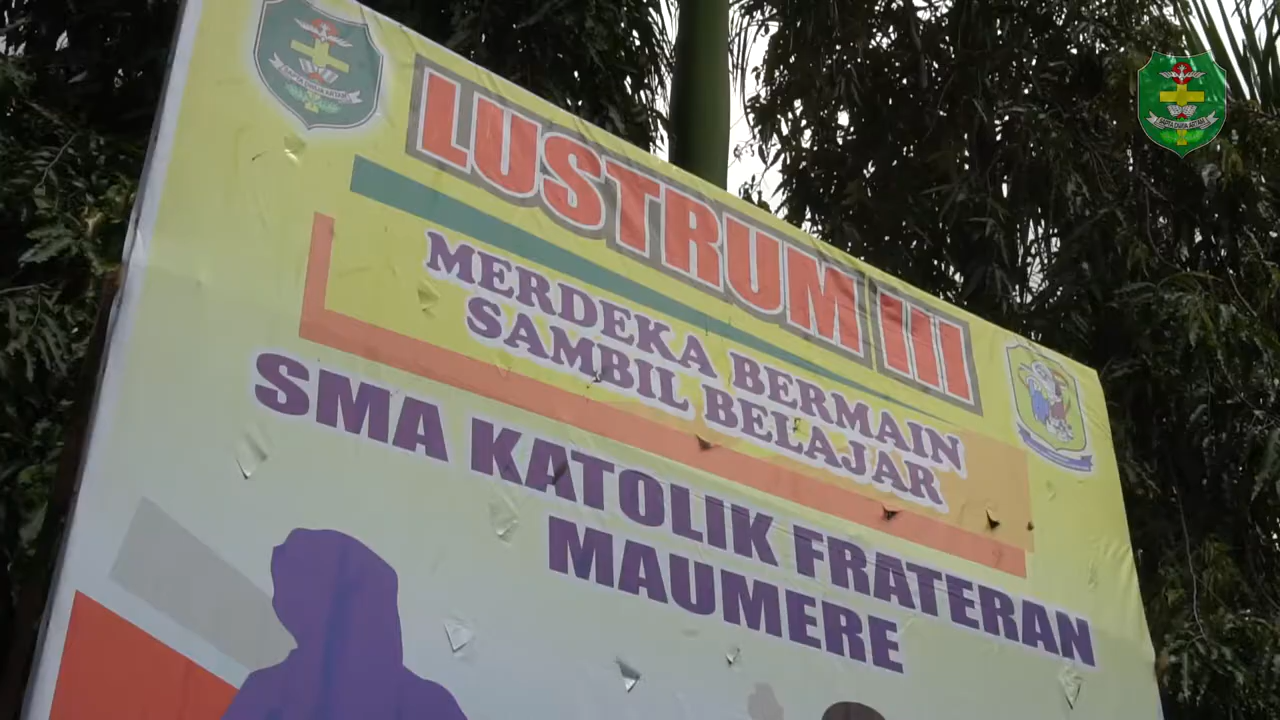 LUSTRUM III
MERDEKA BERMAIN
SAMBIL BELAJAR
SMA KATOLIK FRATERAN
MAUMERE